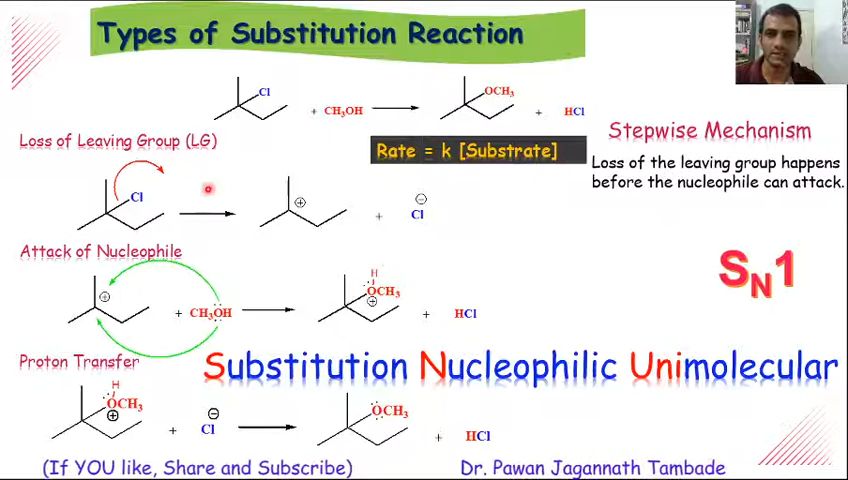 Types of Substitution Reaction
Cl
+ CH₃OH
OCH₃
+ HCl
Loss of Leaving Group (LG)
Rate = k [Substrate]
Stepwise Mechanism
Loss of the leaving group happens
before the nucleophile can attack.
Cl
⊕
+
⊖
Cl
Attack of Nucleophile
SN1
⊕
+ CH₃OH
H
OCH₃
⊕
+ HCl
Proton Transfer
Substitution Nucleophilic Unimolecular
H
OCH₃
⊕
+
⊖
Cl
OCH₃
+ HCl
(If YOU like, Share and Subscribe)
Dr. Pawan Jagannath Tambade